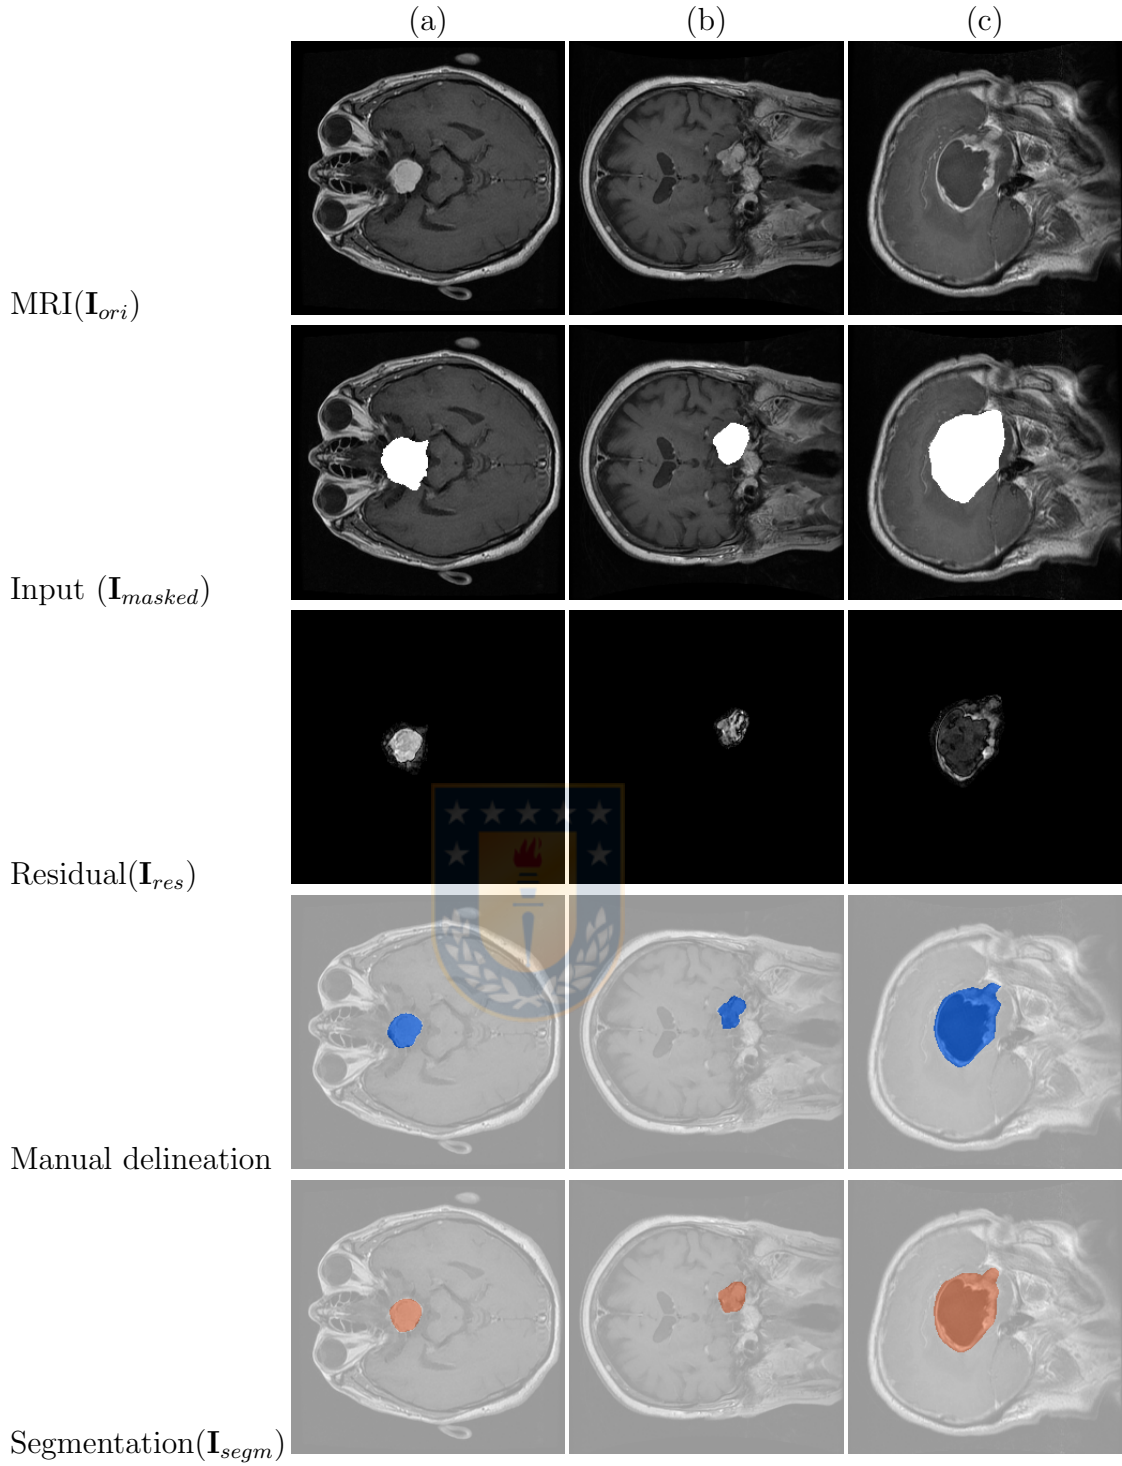 (a) (b) (c)
MRI(I_ori)
Input (I_masked)
Residual(I_res)
Manual delineation
Segmentation(I_segm)